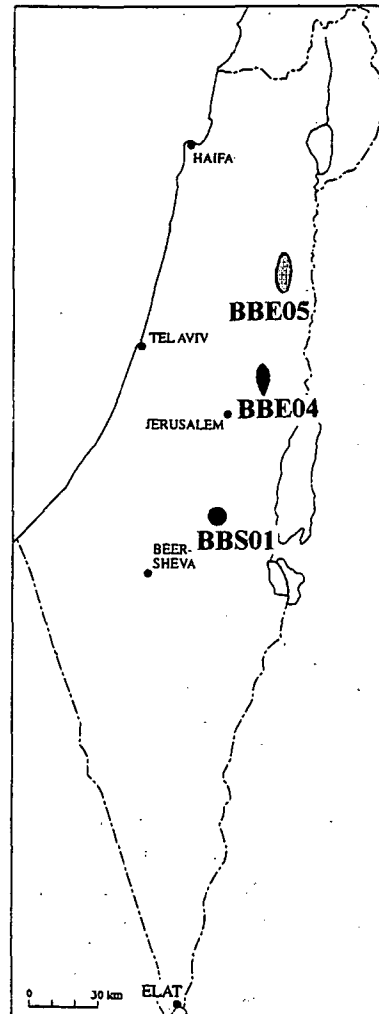 HAIFA
BBE05
TEL AVIV
BBE04
JERUSALEM
BBS01
BEER-
SHEVA
0 30 km
ELAT